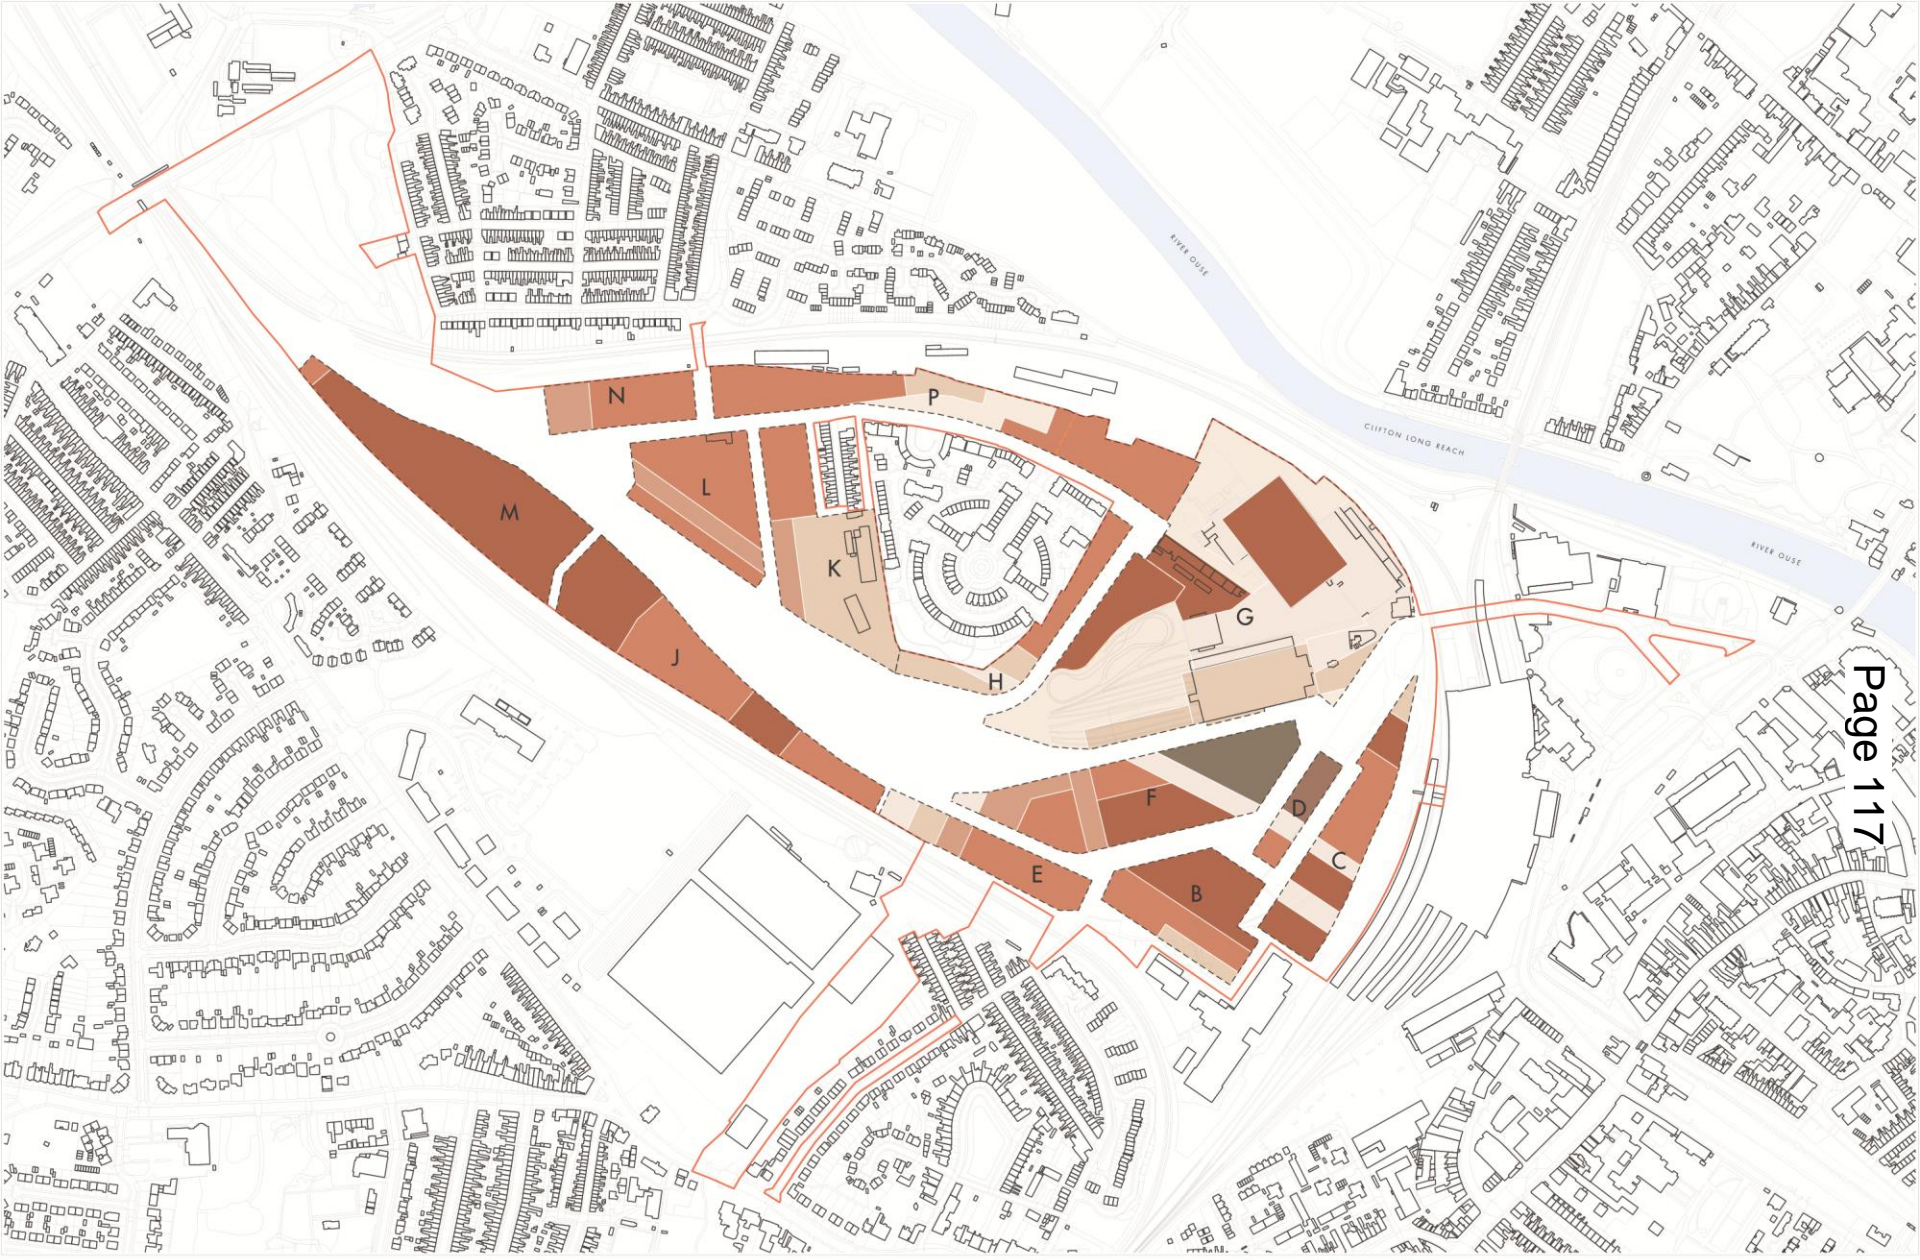 RIVER OUSE
N
P
CLIFTON LONG REACH
L
M
RIVER OUSE
K
G
J
H
Page 117
F
D
C
E
B